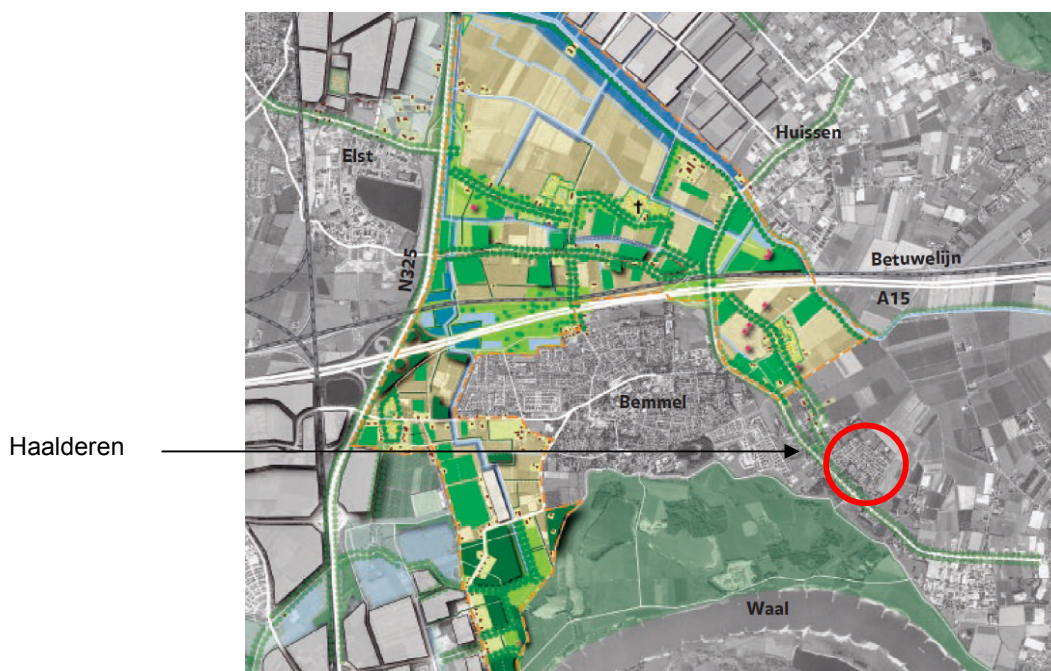 Huissen
Elst
N325
Betuwelijn
A15
Bemmel
Haalderen
Waal